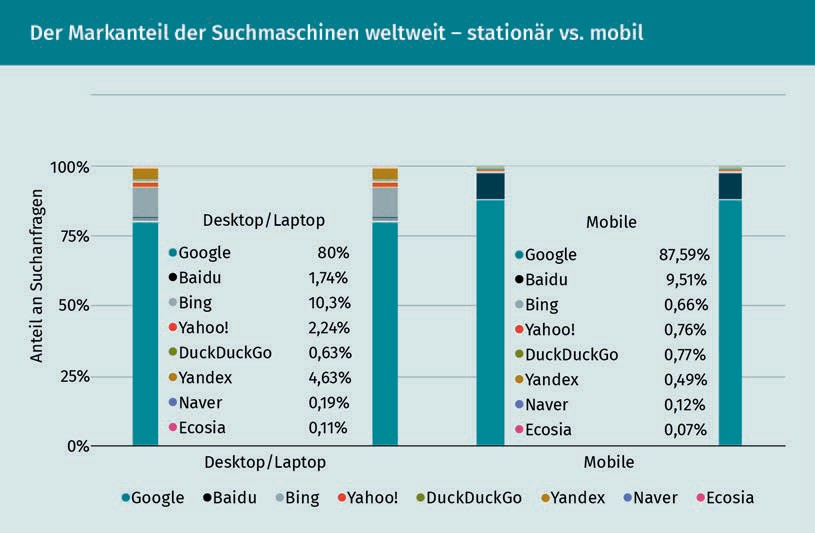 Der Markanteil der Suchmaschinen weltweit – stationär vs. mobil
Anteil an Suchanfragen
100%
75%
50%
25%
0%
Desktop/Laptop
Google 80%
Baidu 1,74%
Bing 10,3%
Yahoo! 2,24%
DuckDuckGo 0,63%
Yandex 4,63%
Naver 0,19%
Ecosia 0,11%
Mobile
Google 87,59%
Baidu 9,51%
Bing 0,66%
Yahoo! 0,76%
DuckDuckGo 0,77%
Yandex 0,49%
Naver 0,12%
Ecosia 0,07%
Desktop/Laptop Mobile
Google Baidu Bing Yahoo! DuckDuckGo Yandex Naver Ecosia